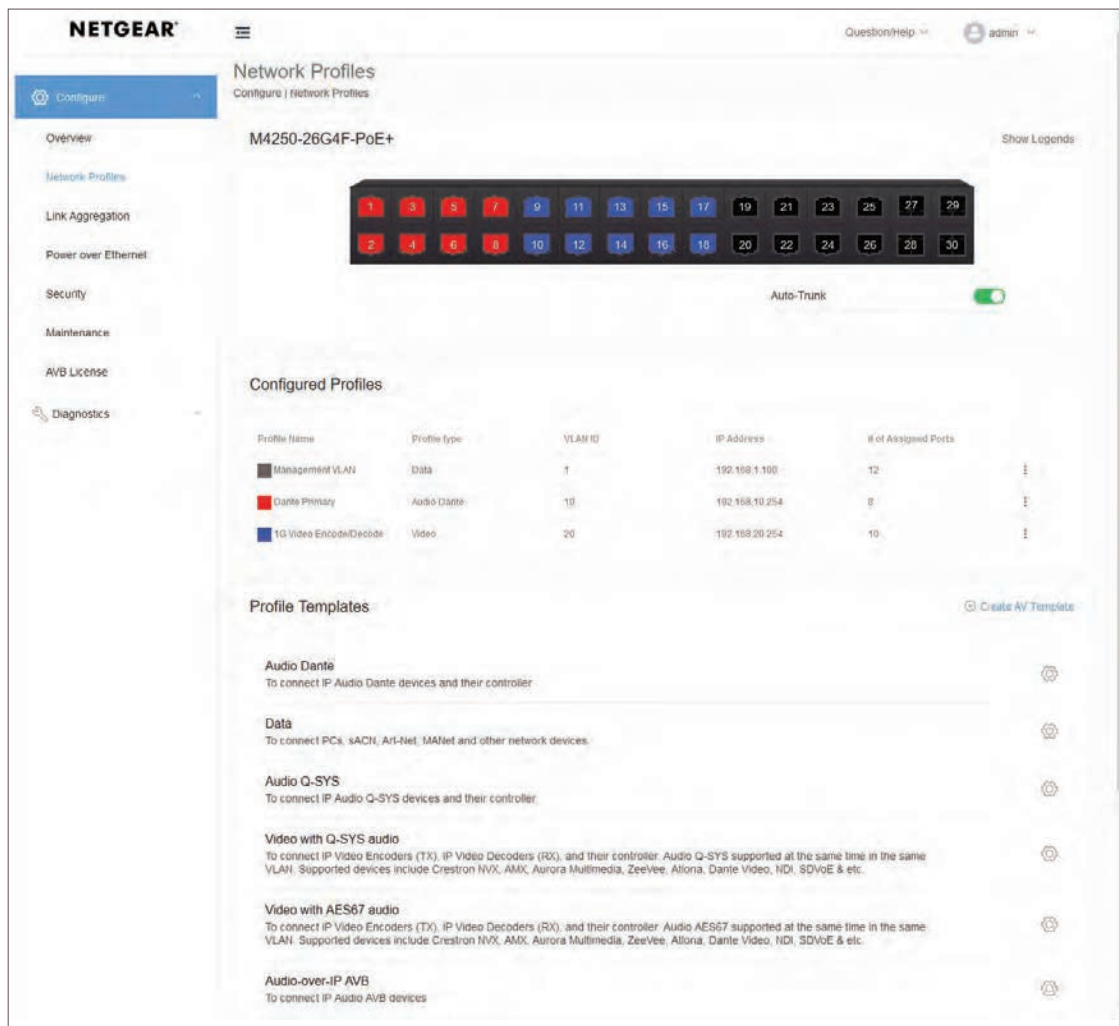 NETGEAR
Question/Help
admin
Network Profiles
Configure | Network Profiles
Configure
Overview
Network Profiles
Link Aggregation
Power over Ethernet
Security
Maintenance
AVB License
Diagnostics
M4250-26G4F-PoE+
Show Legends
1 3 5 7 9 11 13 15 17 19 21 23 25 27 29
2 4 6 8 10 12 14 16 18 20 22 24 26 28 30
Auto-Trunk
Configured Profiles
Profile Name Profile type VLAN ID IP Address # of Assigned Ports
Management VLAN Data 1 192.168.1.100 12
Dante Primary Audio Dante 10 192.168.10.254 8
1G Video Encode/Decode Video 20 192.168.20.254 10
Profile Templates
Create AV Template
Audio Dante
To connect IP Audio Dante devices and their controller
Data
To connect PCs, sACN, Art-Net, MANet and other network devices.
Audio Q-SYS
To connect IP Audio Q-SYS devices and their controller
Video with Q-SYS audio
To connect IP Video Encoders (TX), IP Video Decoders (RX), and their controller. Audio Q-SYS supported at the same time in the same
VLAN. Supported devices include Crestron NVX, AMX, Aurora Multimedia, ZeeVee, Atlona, Dante Video, NDI, SDVoE & etc.
Video with AES67 audio
To connect IP Video Encoders (TX), IP Video Decoders (RX), and their controller. Audio AES67 supported at the same time in the same
VLAN. Supported devices include Crestron NVX, AMX, Aurora Multimedia, ZeeVee, Atlona, Dante Video, NDI, SDVoE & etc.
Audio-over-IP AVB
To connect IP Audio AVB devices